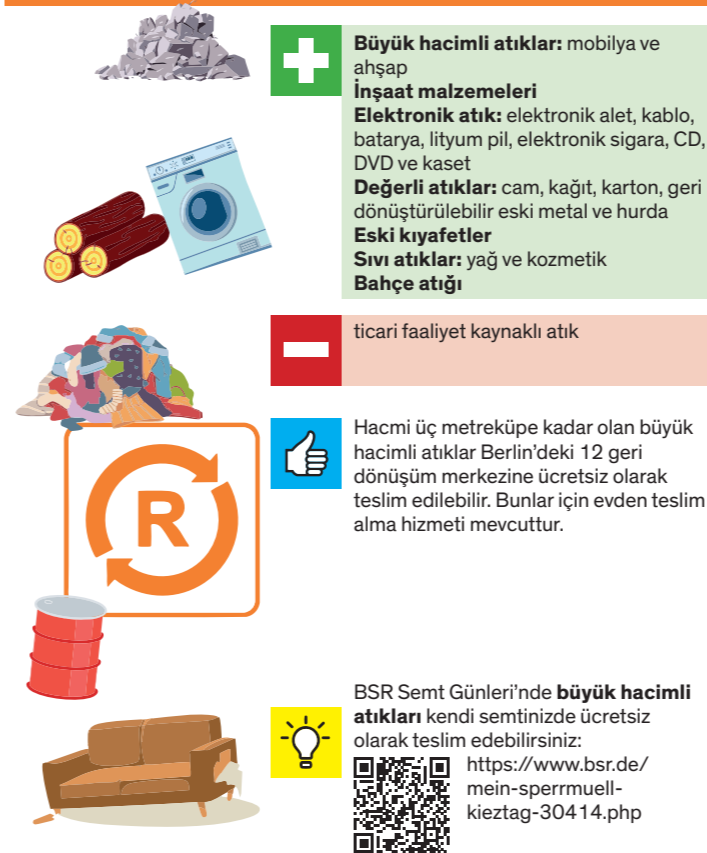 Büyük hacimli atıklar: mobilya ve
ahşap
İnşaat malzemeleri
Elektronik atık: elektronik alet, kablo,
batarya, lityum pil, elektronik sigara, CD,
DVD ve kaset
Değerli atıklar: cam, kağıt, karton, geri
dönüştürülebilir eski metal ve hurda
Eski kıyafetler
Sıvı atıklar: yağ ve kozmetik
Bahçe atığı
ticari faaliyet kaynaklı atık
R
Hacmi üç metreküpe kadar olan büyük
hacimli atıklar Berlin’deki 12 geri
dönüşüm merkezine ücretsiz olarak
teslim edilebilir. Bunlar için evden teslim
alma hizmeti mevcuttur.
BSR Semt Günleri’nde büyük hacimli
atıkları kendi semtinizde ücretsiz
olarak teslim edebilirsiniz:
https://www.bsr.de/
mein-sperrmuell-
kieztag-30414.php